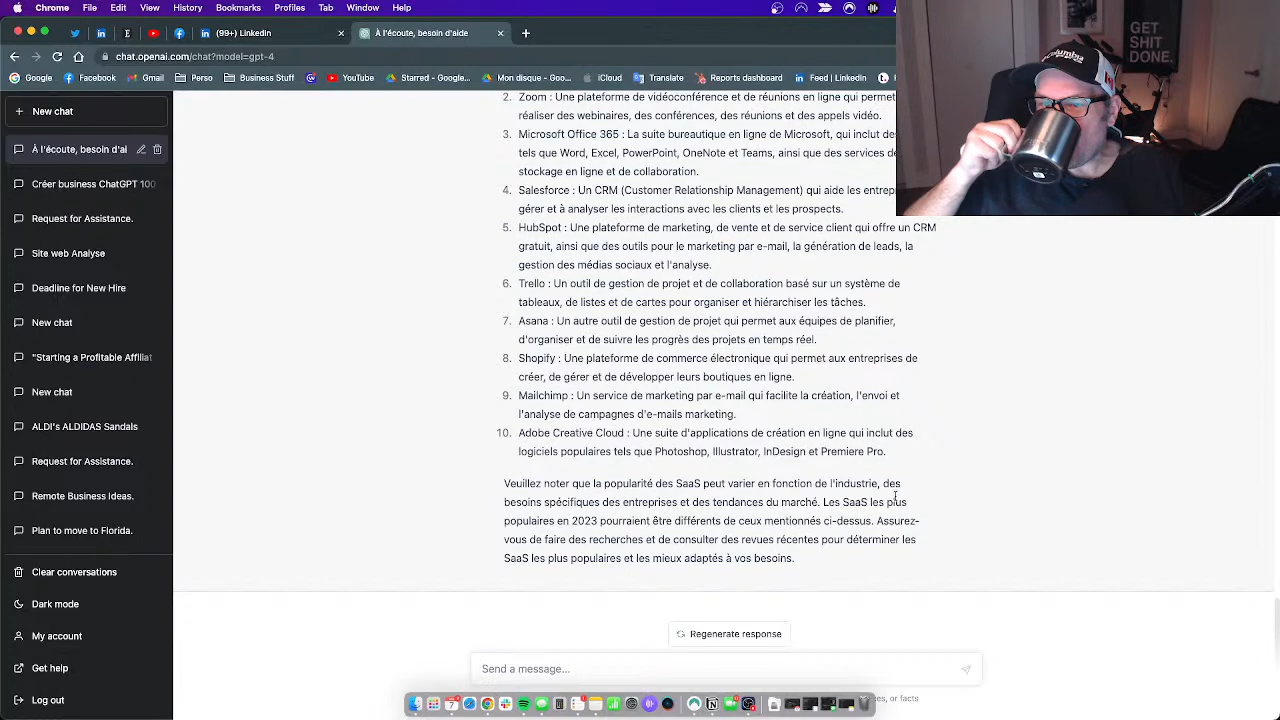 Chrome File Edit View History Bookmarks Profiles Tab Window Help
(99+) LinkedIn
À l'écoute, besoin d'aide
chat.openai.com/chat?model=gpt-4
Google Facebook Gmail Perso Business Stuff YouTube Starred - Google... Mon disque - Goo... iCloud Translate Reports dashboard Feed | LinkedIn
GET
SHIT
DONE.
Columbia
New chat
À l'écoute, besoin d'ai
Créer business ChatGPT 100
Request for Assistance.
Site web Analyse
Deadline for New Hire
New chat
"Starting a Profitable Affiliat
New chat
ALDI's ALDIDAS Sandals
Request for Assistance.
Remote Business Ideas.
Plan to move to Florida.
Clear conversations
Dark mode
My account
Get help
Log out
2. Zoom : Une plateforme de vidéoconférence et de réunions en ligne qui permet
réaliser des webinaires, des conférences, des réunions et des appels vidéo.
3. Microsoft Office 365 : La suite bureautique en ligne de Microsoft, qui inclut des
tels que Word, Excel, PowerPoint, OneNote et Teams, ainsi que des services de
stockage en ligne et de collaboration.
4. Salesforce : Un CRM (Customer Relationship Management) qui aide les entrep
gérer et à analyser les interactions avec les clients et les prospects.
5. HubSpot : Une plateforme de marketing, de vente et de service client qui offre un CRM
gratuit, ainsi que des outils pour le marketing par e-mail, la génération de leads, la
gestion des médias sociaux et l'analyse.
6. Trello : Un outil de gestion de projet et de collaboration basé sur un système de
tableaux, de listes et de cartes pour organiser et hiérarchiser les tâches.
7. Asana : Un autre outil de gestion de projet qui permet aux équipes de planifier,
d'organiser et de suivre les progrès des projets en temps réel.
8. Shopify : Une plateforme de commerce électronique qui permet aux entreprises de
créer, de gérer et de développer leurs boutiques en ligne.
9. Mailchimp : Un service de marketing par e-mail qui facilite la création, l'envoi et
l'analyse de campagnes d'e-mails marketing.
10. Adobe Creative Cloud : Une suite d'applications de création en ligne qui inclut des
logiciels populaires tels que Photoshop, Illustrator, InDesign et Premiere Pro.
Veuillez noter que la popularité des SaaS peut varier en fonction de l'industrie, des
besoins spécifiques des entreprises et des tendances du marché. Les SaaS les plus
populaires en 2023 pourraient être différents de ceux mentionnés ci-dessus. Assurez-
vous de faire des recherches et de consulter des revues récentes pour déterminer les
SaaS les plus populaires et les mieux adaptés à vos besoins.
Regenerate response
Send a message...
es, or facts